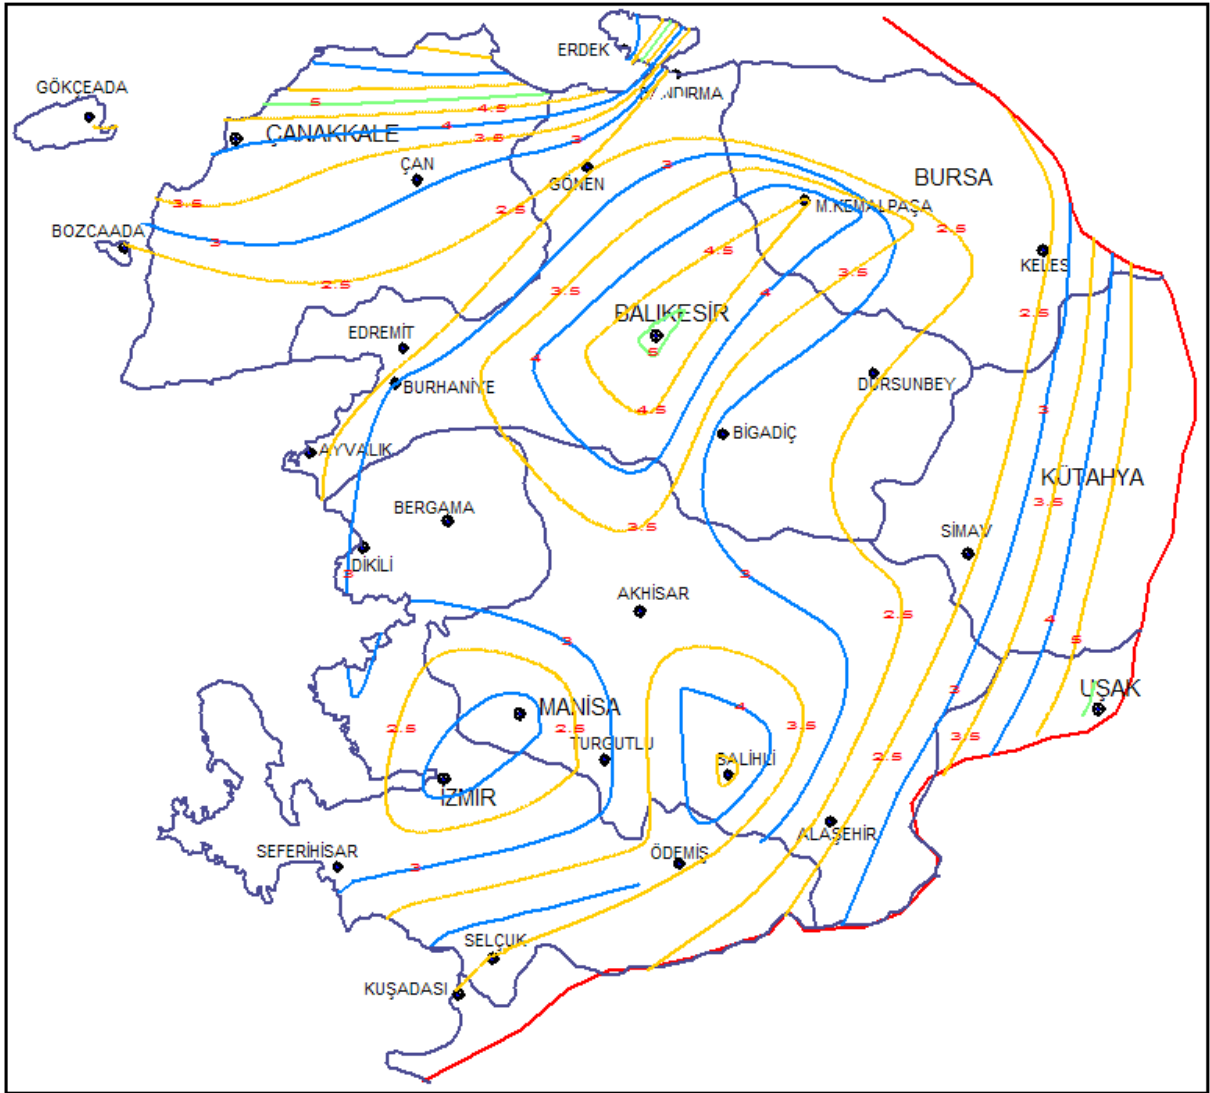 ERDEK
GÖKÇEADA
5
4.5
ÇANAKKALE
4
3.5
3
3
ÇAN
GÖNEN
BURSA
3.5
2.5
M.KEMALPAŞA
BOZCAADA
3
2.5
4.5
KELES
3.5
2.5
3.5
4
BALIKESİR
2.5
EDREMİT
5
4
BURHANİYE
DURSUNBEY
4.5
3
BİGADİÇ
AYVALIK
KÜTAHYA
BERGAMA
3.5
3.5
SİMAV
DİKİLİ
3
3
AKHİSAR
2.5
4
3
5
UŞAK
3
MANİSA
4
2.5
2.5
3.5
3.5
TURGUTLU
SALİHLİ
2.5
İZMİR
ALAŞEHİR
SEFERİHİSAR
3
ÖDEMİŞ
SELÇUK
KUŞADASI